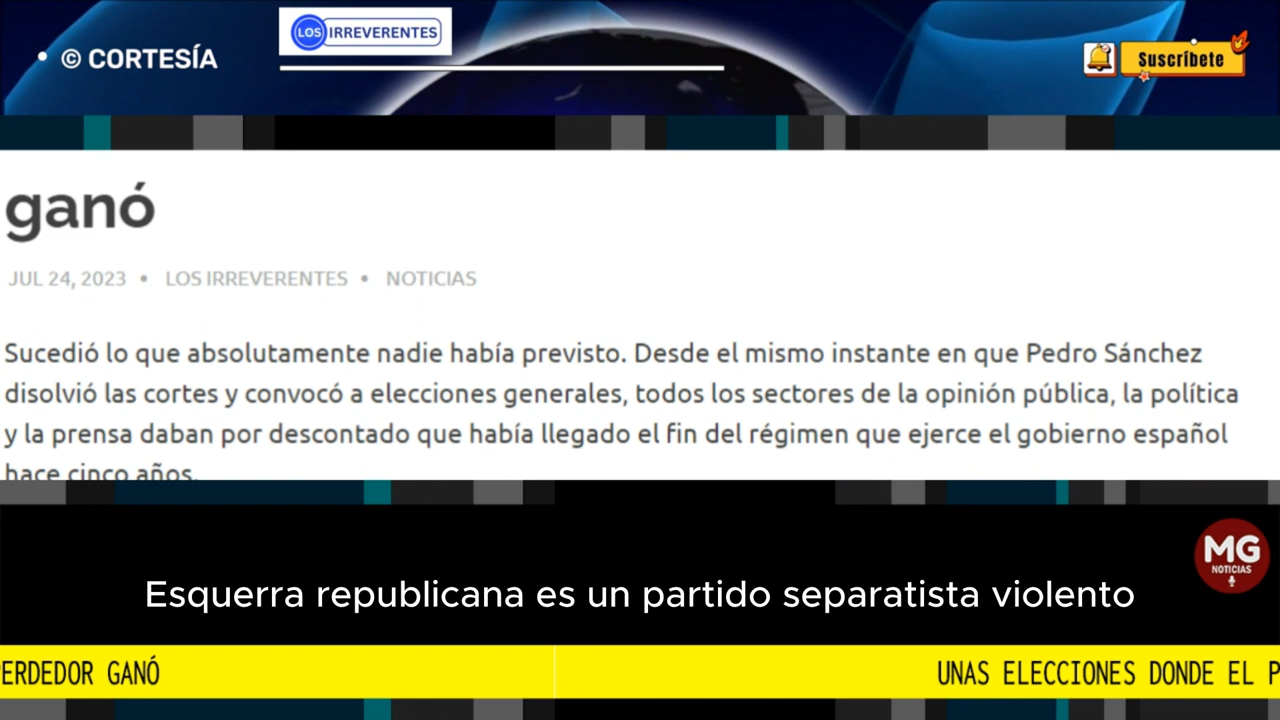 © CORTESÍA
LOS IRREVERENTES
Suscríbete
ganó
JUL 24, 2023 • LOS IRREVERENTES • NOTICIAS
Sucedió lo que absolutamente nadie había previsto. Desde el mismo instante en que Pedro Sánchez
disolvió las cortes y convocó a elecciones generales, todos los sectores de la opinión pública, la política
y la prensa daban por descontado que había llegado el fin del régimen que ejerce el gobierno español
hace cinco años.
MG
NOTICIAS
Esquerra republicana es un partido separatista violento
ERDEDOR GANÓ
UNAS ELECCIONES DONDE EL P